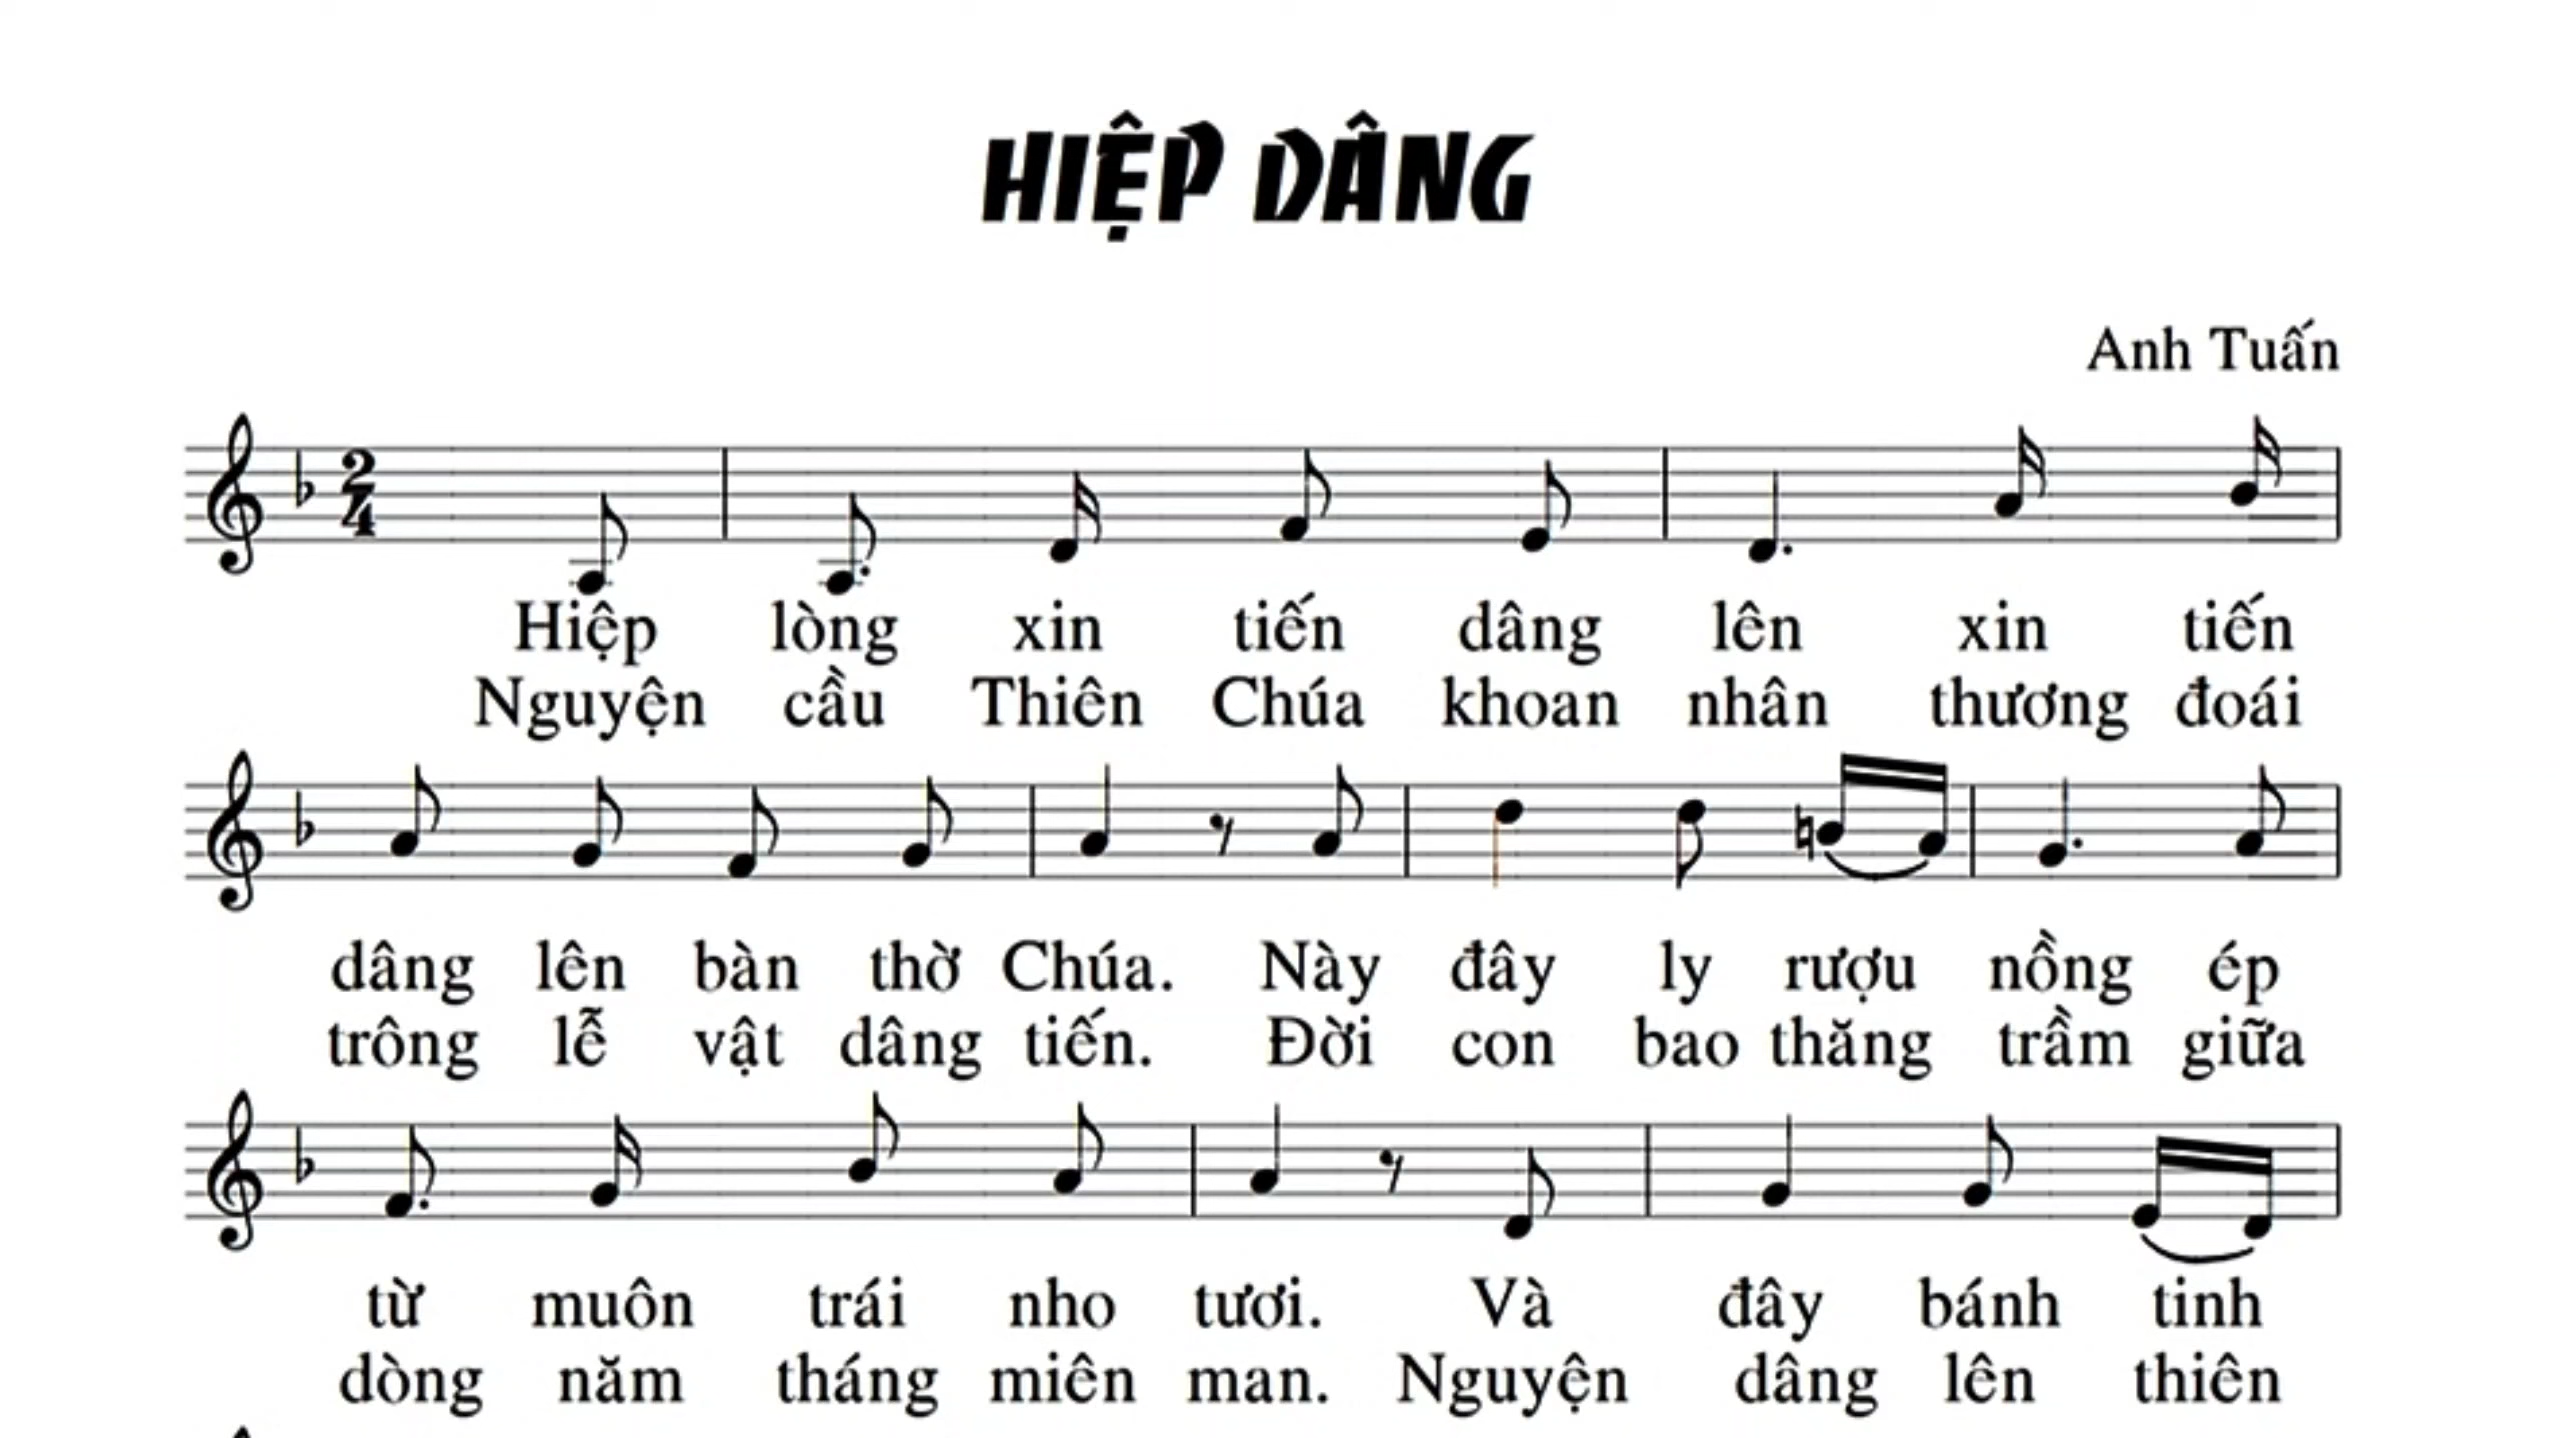 HIỆP DÂNG
Anh Tuấn
2
4
Hiệp lòng xin tiến dâng lên xin tiến
Nguyện cầu Thiên Chúa khoan nhân thương đoái
dâng lên bàn thờ Chúa. Này đây ly rượu nồng ép
trông lễ vật dâng tiến. Đời con bao thăng trầm giữa
từ muôn trái nho tươi. Và đây bánh tinh
dòng năm tháng miên man. Nguyện dâng lên thiên